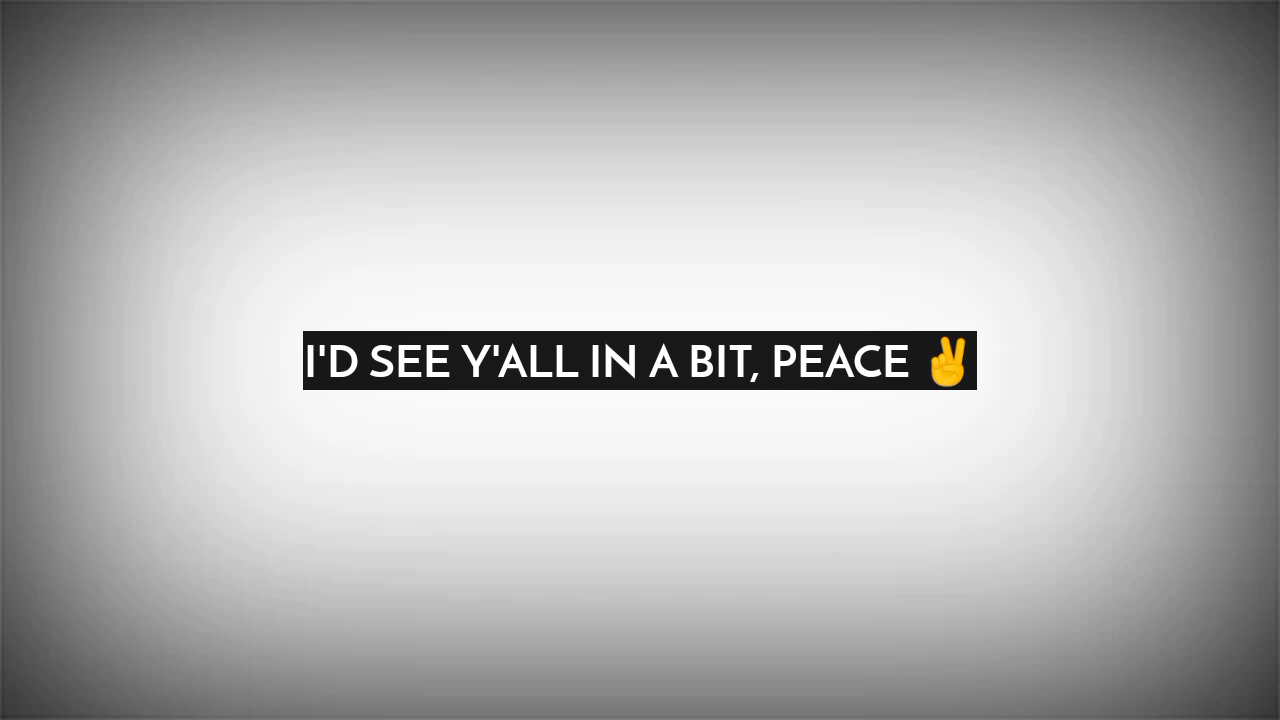 I'D SEE Y'ALL IN A BIT, PEACE ✌️